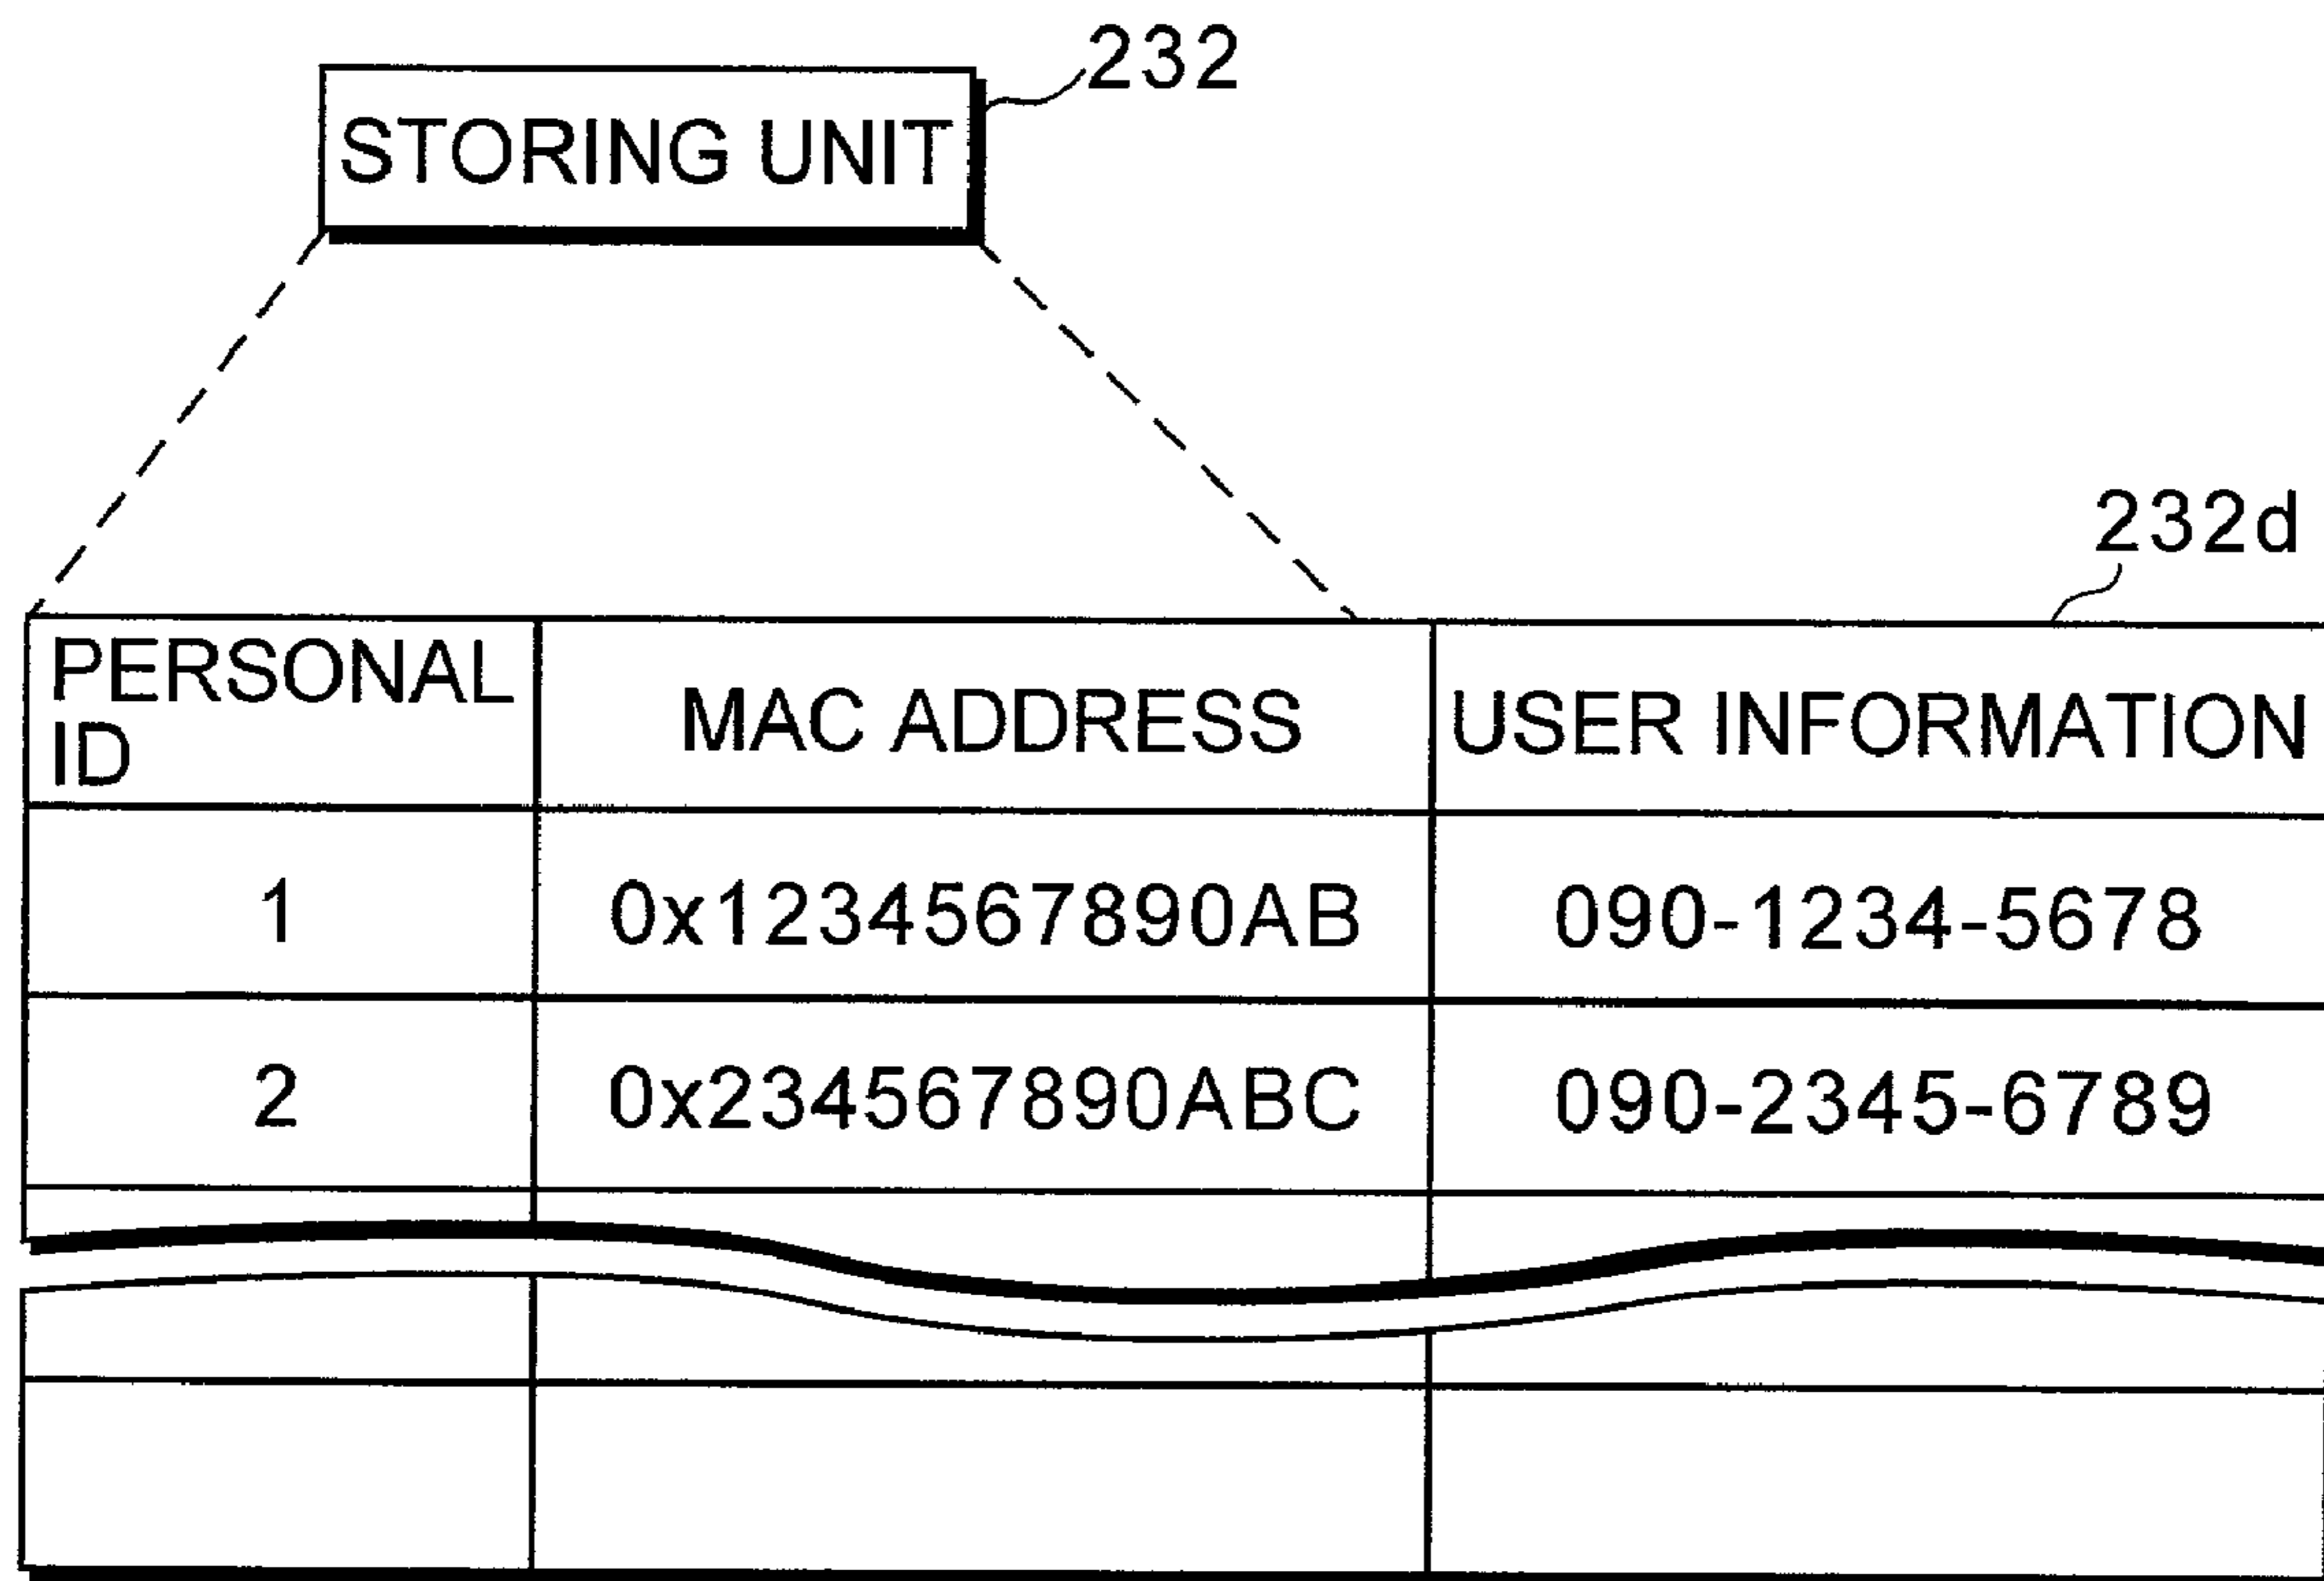 232
STORING UNIT
232d
PERSONAL
ID
MAC ADDRESS
USER INFORMATION
1
0x1234567890AB
090-1234-5678
2
0x234567890ABC
090-2345-6789